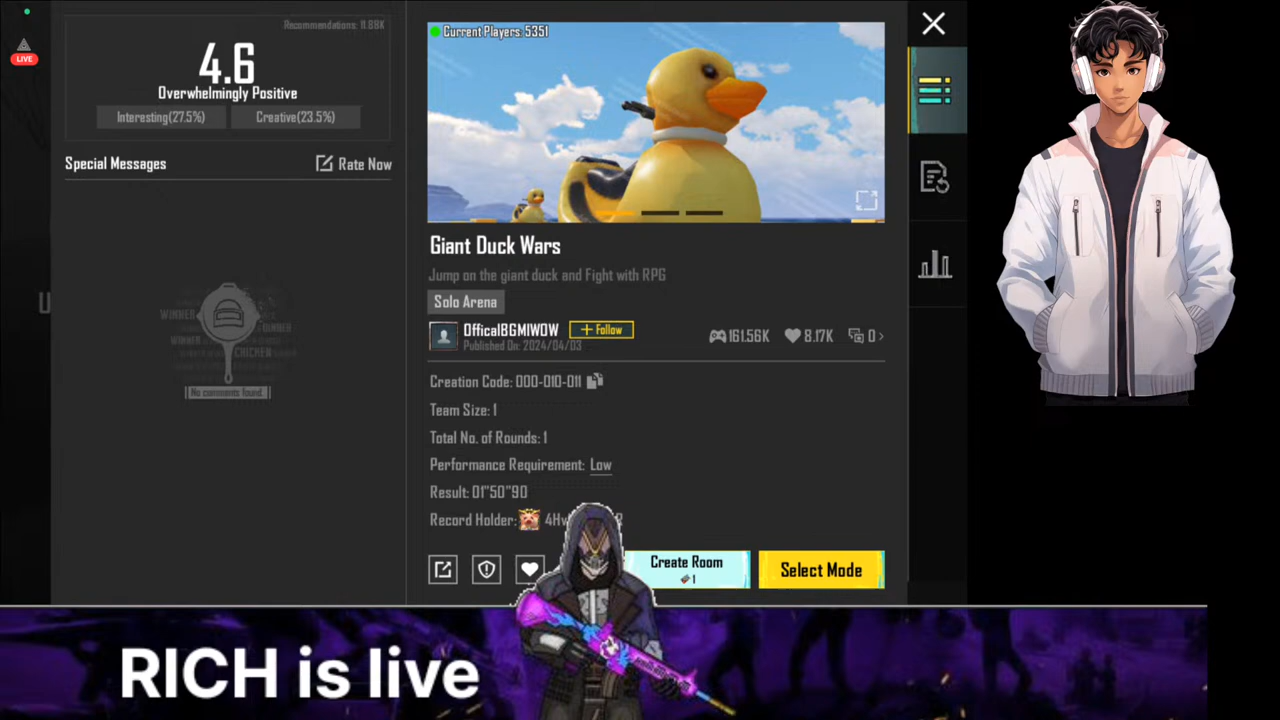 LIVE
Recommendations: 11.88K
4.6
Overwhelmingly Positive
Interesting(27.5%)
Creative(23.5%)
Special Messages
Rate Now
WINNER
WINNER
CHICKEN
No comments found.
Current Players: 5351
Giant Duck Wars
Jump on the giant duck and Fight with RPG
Solo Arena
OfficalBGMIWOW
+ Follow
Published On: 2024/04/03
161.56K
8.17K
0
Creation Code: 000-010-011
Team Size: 1
Total No. of Rounds: 1
Performance Requirement: Low
Result: 01"50"90
Record Holder:
Create Room
1
Select Mode
RICH is live